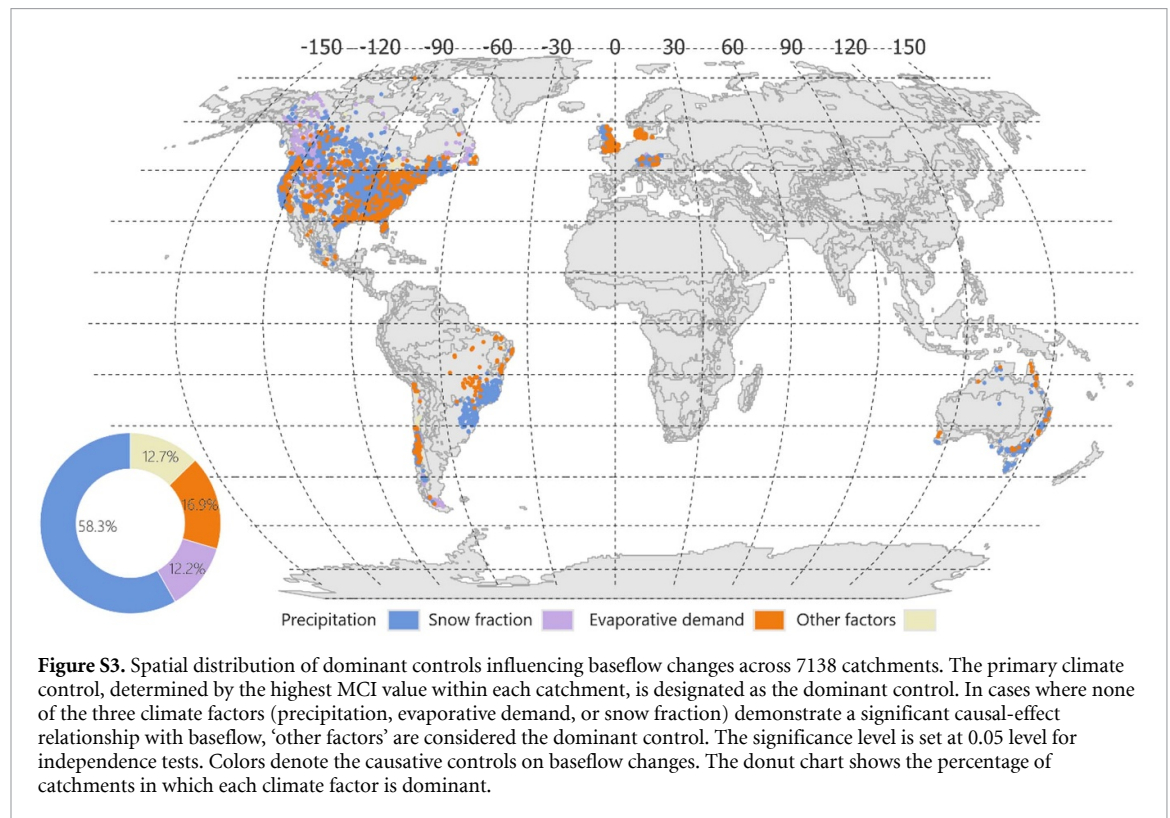 -150 -120 -90 -60 -30 0 30 60 90 120 150
12.7%
16.9%
58.3%
12.2%
Precipitation Snow fraction Evaporative demand Other factors
Figure S3. Spatial distribution of dominant controls influencing baseflow changes across 7138 catchments. The primary climate
control, determined by the highest MCI value within each catchment, is designated as the dominant control. In cases where none
of the three climate factors (precipitation, evaporative demand, or snow fraction) demonstrate a significant causal-effect
relationship with baseflow, ‘other factors’ are considered the dominant control. The significance level is set at 0.05 level for
independence tests. Colors denote the causative controls on baseflow changes. The donut chart shows the percentage of
catchments in which each climate factor is dominant.